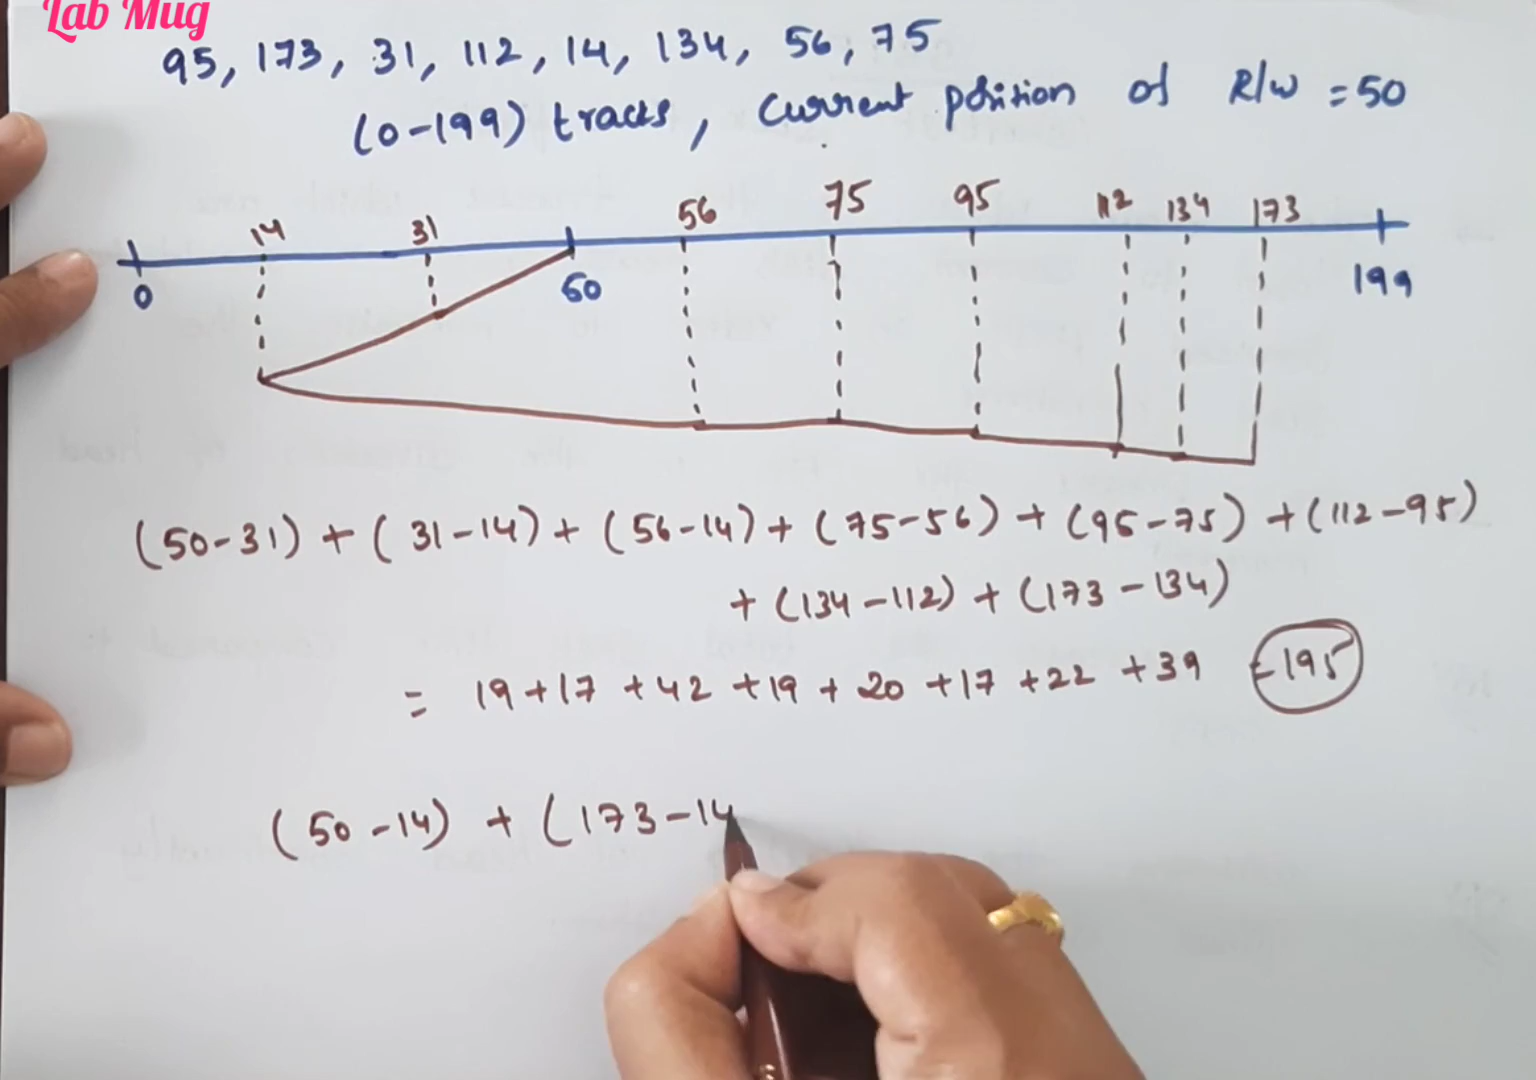 Lab Mug
95, 173, 31, 112, 14, 134, 56, 75
(0-199) tracks, Current position of R/W = 50
14 31 56 75 95 112 134 173
0 50 199
(50-31) + (31-14) + (56-14) + (75-56) + (95-75) + (112-95)
+ (134-112) + (173-134)
= 19+17+42+19+20+17+22+39 =195
(50-14) + (173-14